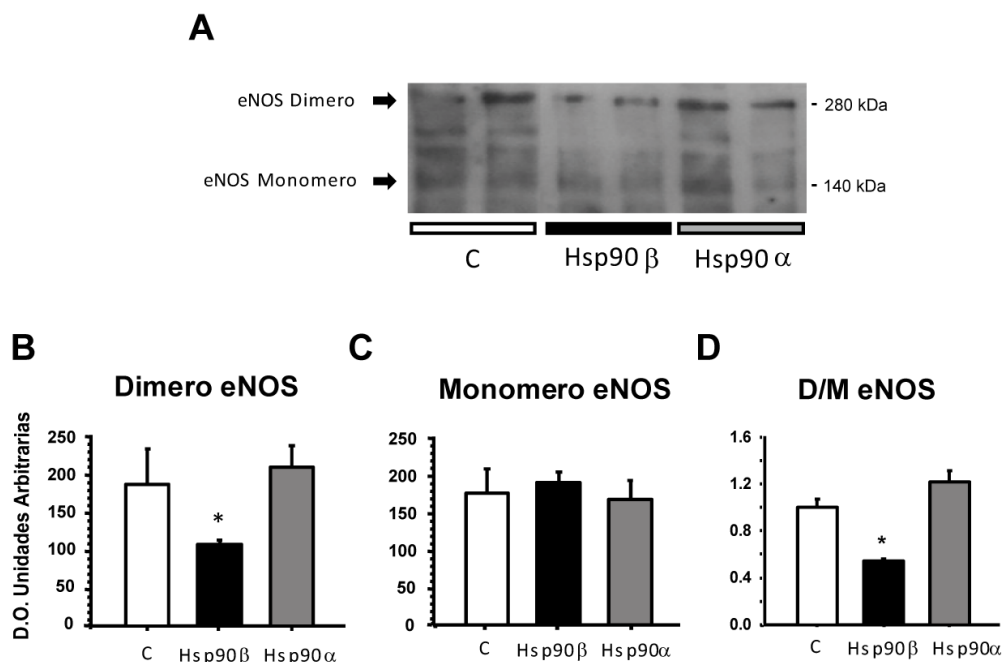 A
eNOS Dimero
- 280 kDa
eNOS Monomero
- 140 kDa
C
Hsp90 β
Hsp90 α
B
Dimero eNOS
D.O. Unidades Arbitrarias
250
200
150
100
50
0
*
C
Hsp90β
Hsp90α
C
Monomero eNOS
250
200
150
100
50
0
C
Hsp90β
Hsp90α
D
D/M eNOS
1.6
1.2
0.8
0.4
0.0
*
C
Hsp90β
Hsp90α